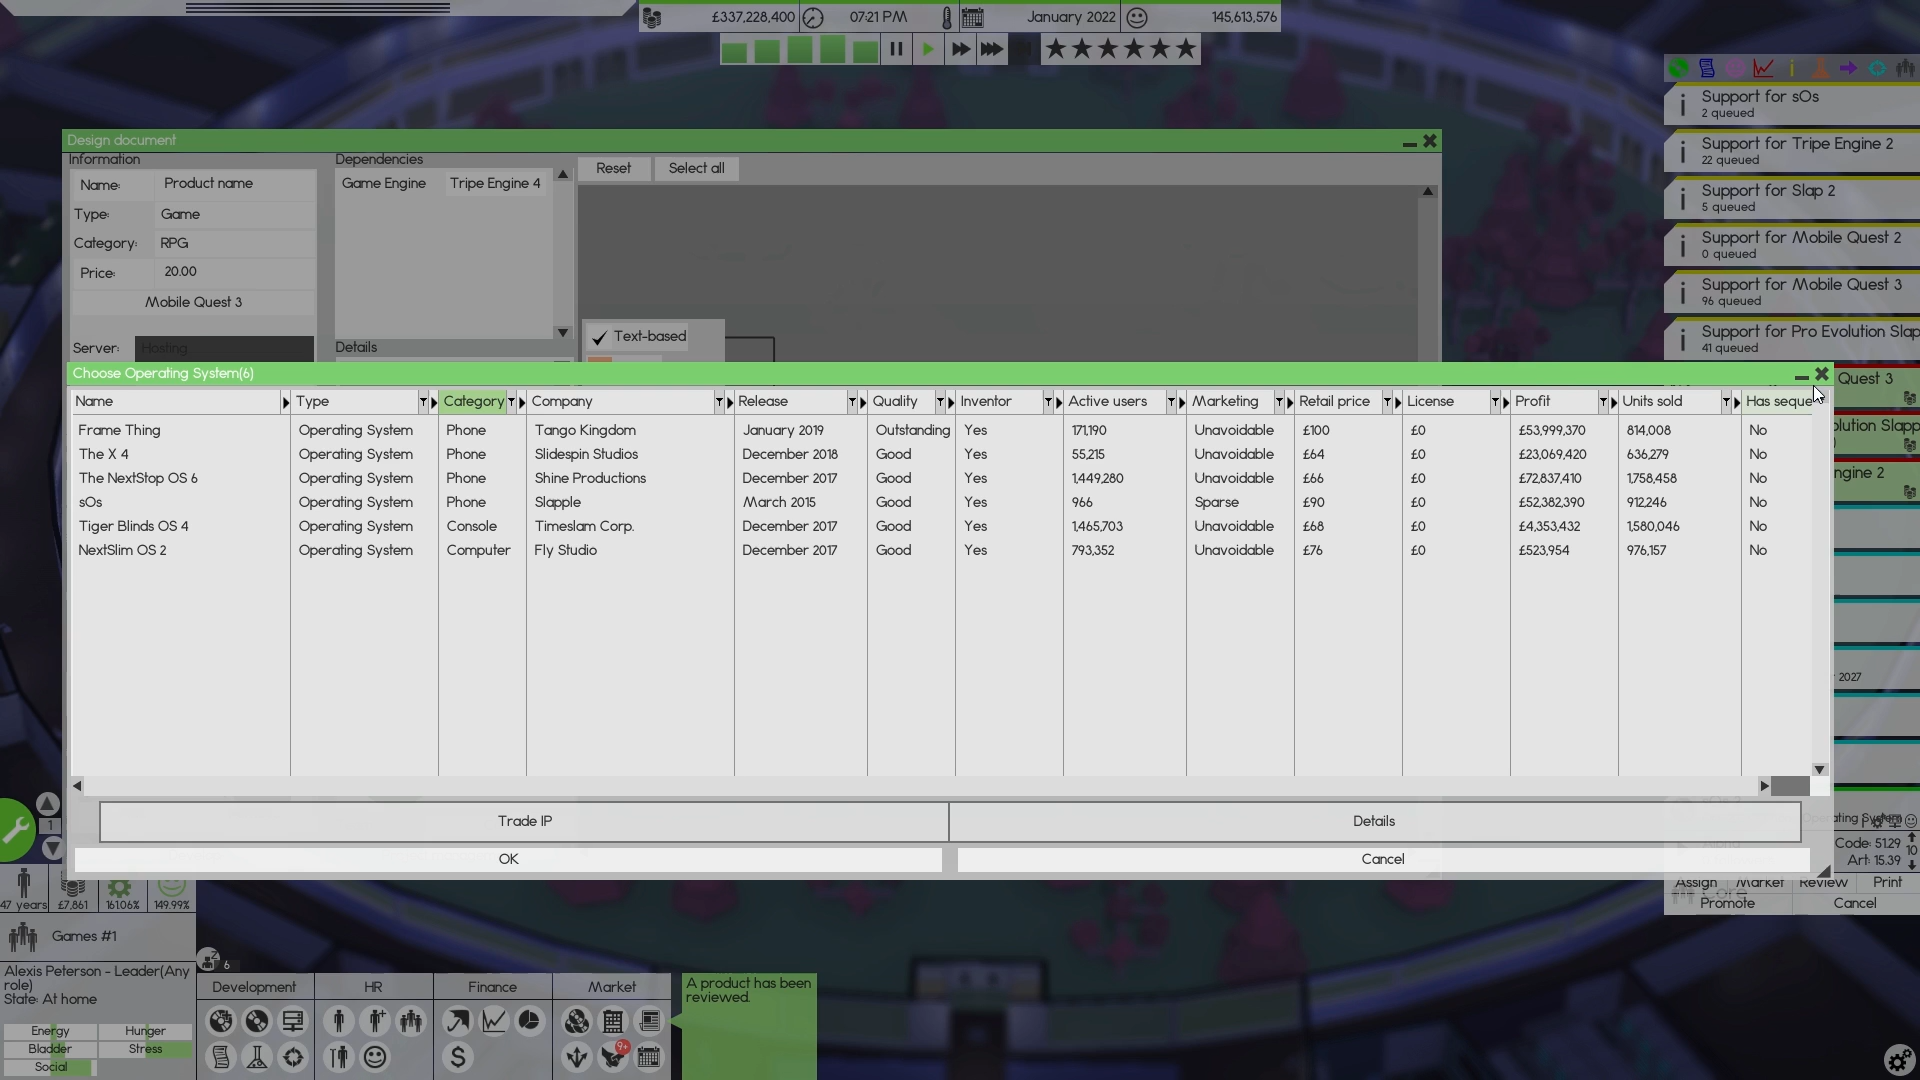 £337,228,400 07:21 PM January 2022 145,613,576
Support for sOs
2 queued
Support for Tripe Engine 2
22 queued
Support for Slap 2
5 queued
Support for Mobile Quest 2
0 queued
Support for Mobile Quest 3
96 queued
Support for Pro Evolution Slap
41 queued
Quest 3
olution Slapp
ngine 2
2027
Design document
Information
Name: Product name
Type: Game
Category: RPG
Price: 20.00
Mobile Quest 3
Server: Hosting
Dependencies
Game Engine Tripe Engine 4
Details
Reset Select all
Text-based
Choose Operating System(6)
Name Type Category Company Release Quality Inventor Active users Marketing Retail price License Profit Units sold Has seque
Frame Thing Operating System Phone Tango Kingdom January 2019 Outstanding Yes 171,190 Unavoidable £100 £0 £53,999,370 814,008 No
The X 4 Operating System Phone Slidespin Studios December 2018 Good Yes 55,215 Unavoidable £64 £0 £23,069,420 636,279 No
The NextStop OS 6 Operating System Phone Shine Productions December 2017 Good Yes 1,449,280 Unavoidable £66 £0 £72,837,410 1,758,458 No
sOs Operating System Phone Slapple March 2015 Good Yes 966 Sparse £90 £0 £52,382,390 912,246 No
Tiger Blinds OS 4 Operating System Console Timeslam Corp. December 2017 Good Yes 1,465,703 Unavoidable £68 £0 £4,353,432 1,580,046 No
NextSlim OS 2 Operating System Computer Fly Studio December 2017 Good Yes 793,352 Unavoidable £76 £0 £523,954 976,157 No
Trade IP Details
OK Cancel
Code: 51.29
Art: 15.39
10
Assign Market Review Print
Promote Cancel
1
47 years £7,861 161.06% 149.99%
Games #1
Alexis Peterson - Leader(Any
role)
State: At home
Energy Hunger
Bladder Stress
Social
6
Development HR Finance Market
9+
A product has been
reviewed.